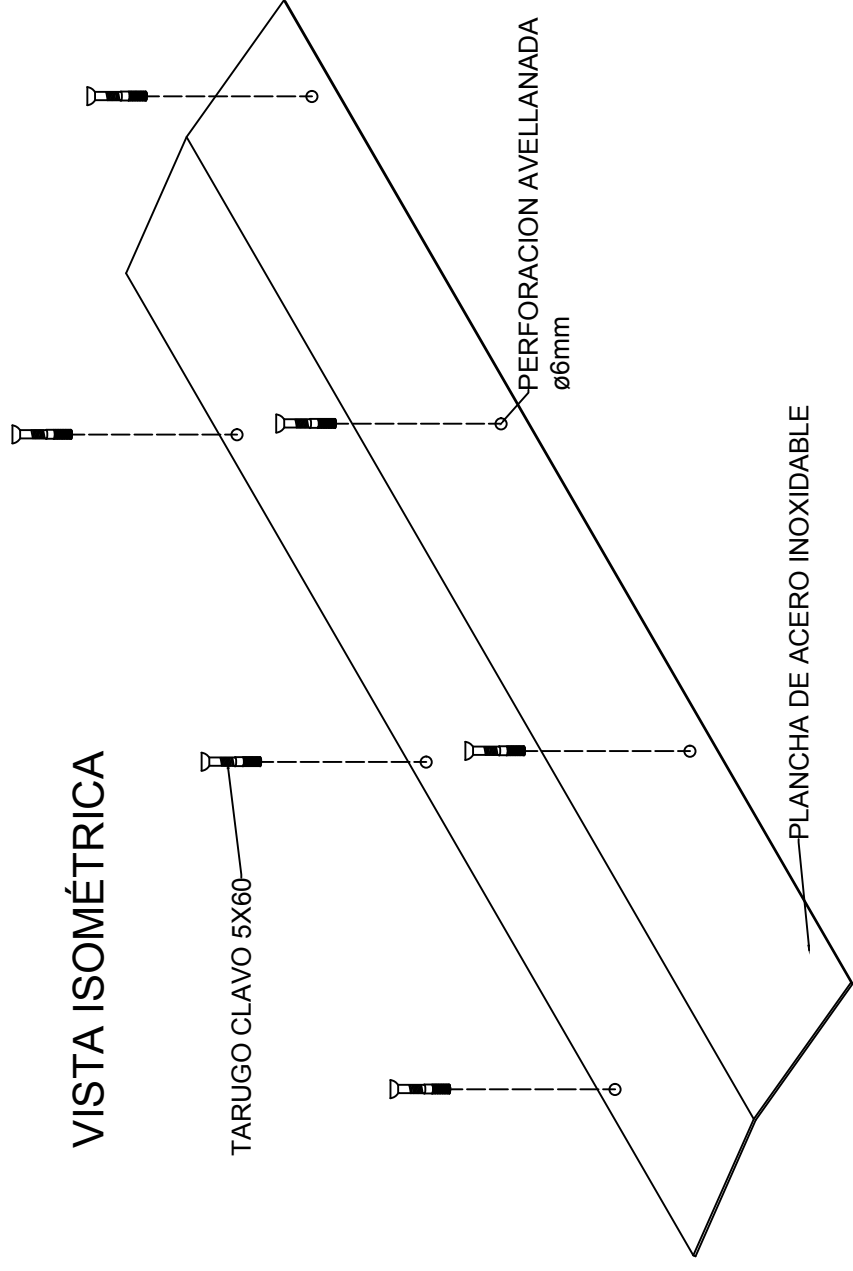 VISTA ISOMÉTRICA
TARUGO CLAVO 5X60
PERFORACION AVELLANADA
ø6mm
PLANCHA DE ACERO INOXIDABLE